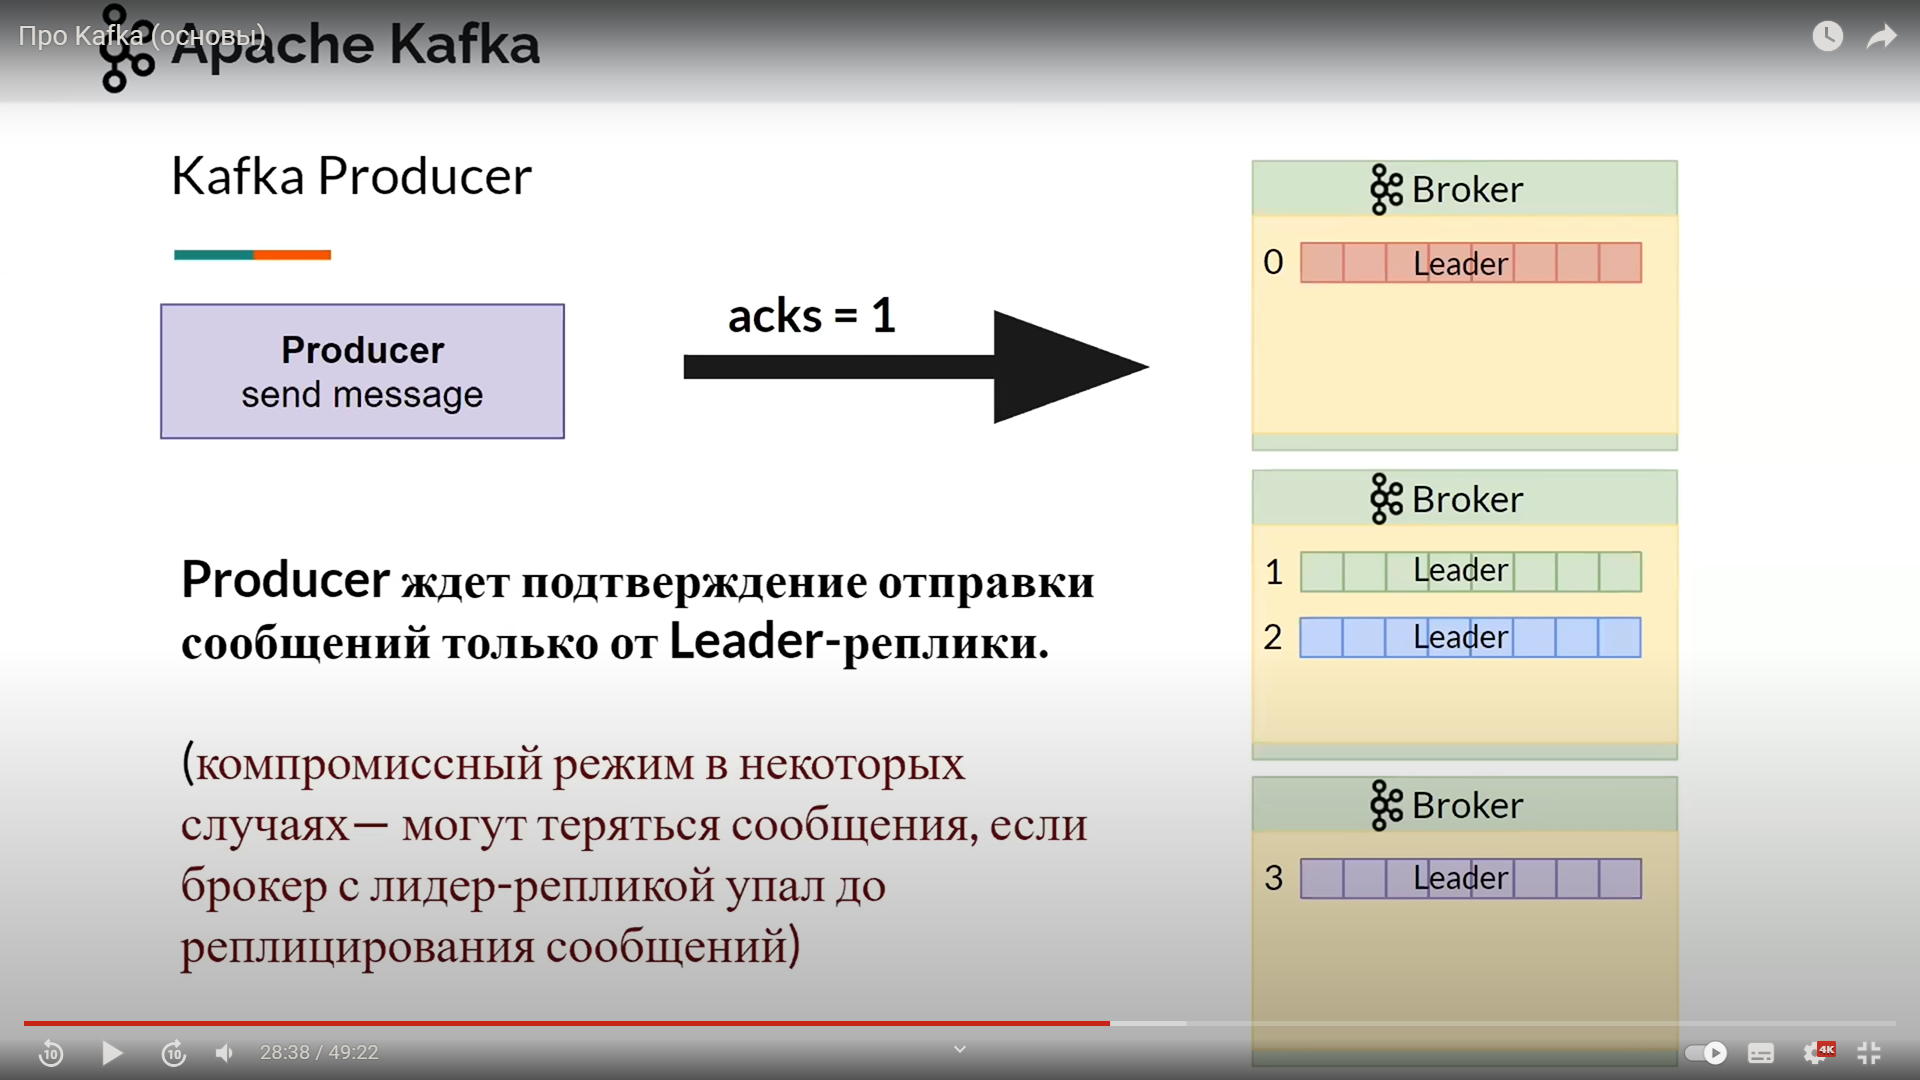 Про Kafka (основы)
Apache Kafka
Kafka Producer
Producer
send message
acks = 1
Producer ждет подтверждение отправки
сообщений только от Leader-реплики.
(компромиссный режим в некоторых
случаях— могут теряться сообщения, если
брокер с лидер-репликой упал до
реплицирования сообщений)
Broker
0 Leader
Broker
1 Leader
2 Leader
Broker
3 Leader
10
10
28:38 / 49:22
4K